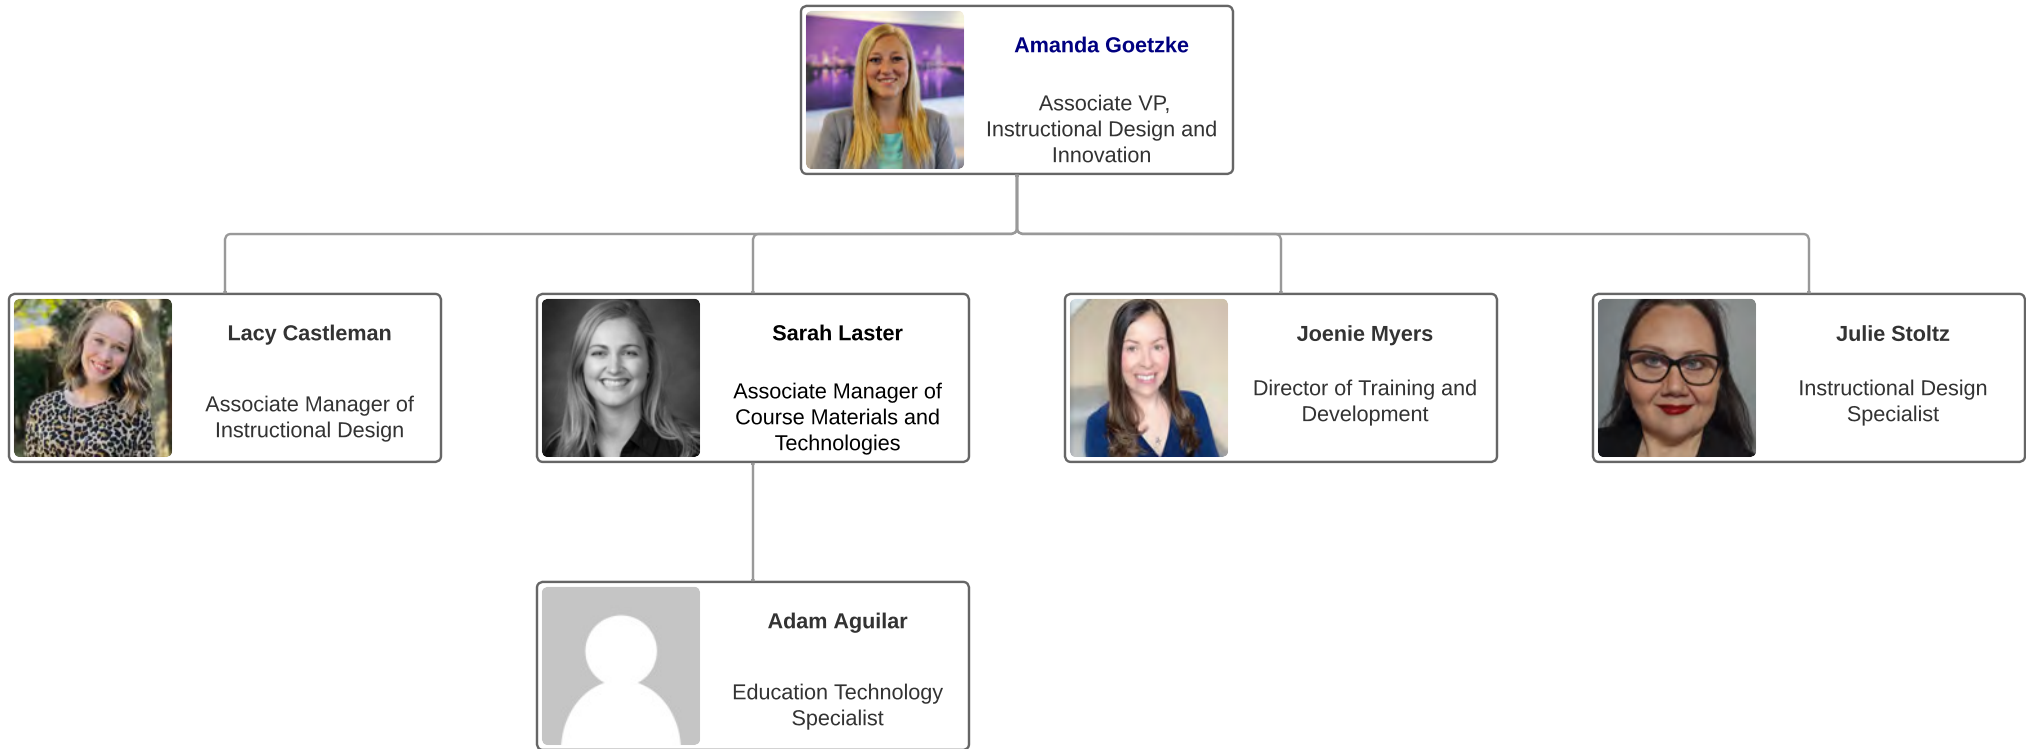 Amanda Goetzke
Associate VP,
Instructional Design and
Innovation
Lacy Castleman
Associate Manager of
Instructional Design
Sarah Laster
Associate Manager of
Course Materials and
Technologies
Joenie Myers
Director of Training and
Development
Julie Stoltz
Instructional Design
Specialist
Adam Aguilar
Education Technology
Specialist